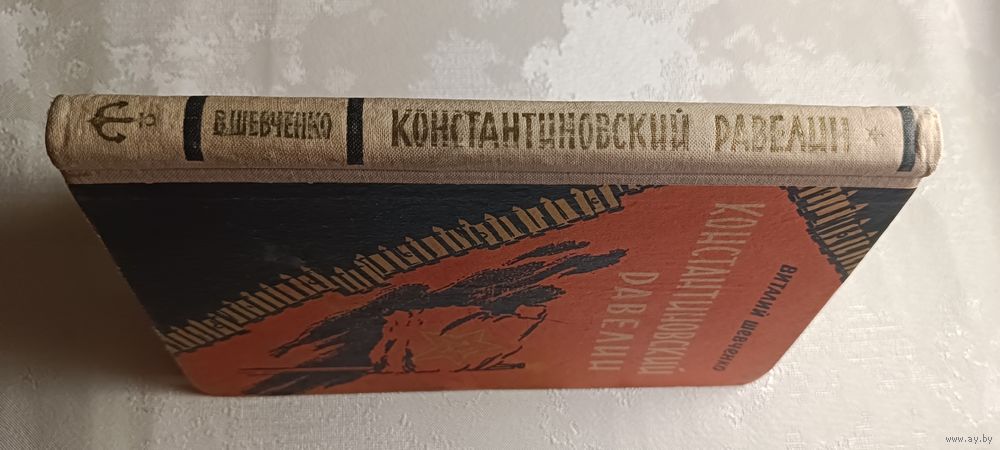 В. ШЕВЧЕНКО
КОНСТАНТИНОВСКИЙ РАВЕЛИН
ВИТАЛИЙ ШЕВЧЕНКО
КОНСТАНТИНОВСКИЙ
РАВЕЛИН
www.ay.by